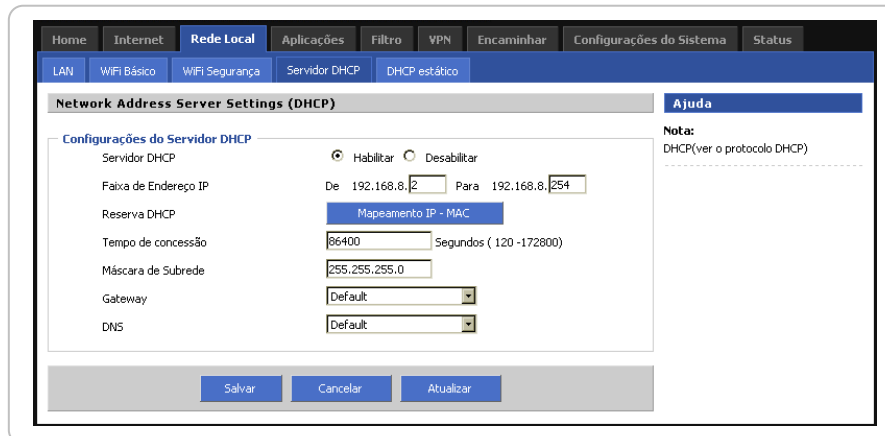 Home Internet Rede Local Aplicações Filtro VPN Encaminhar Configurações do Sistema Status
LAN WiFi Básico WiFi Segurança Servidor DHCP DHCP estático
Network Address Server Settings (DHCP)
Ajuda
Nota:
DHCP(ver o protocolo DHCP)
Configurações do Servidor DHCP
Servidor DHCP Habilitar Desabilitar
Faixa de Endereço IP De 192.168.8.2 Para 192.168.8.254
Reserva DHCP Mapeamento IP - MAC
Tempo de concessão 86400 Segundos ( 120 -172800)
Máscara de Subrede 255.255.255.0
Gateway Default
DNS Default
Salvar Cancelar Atualizar